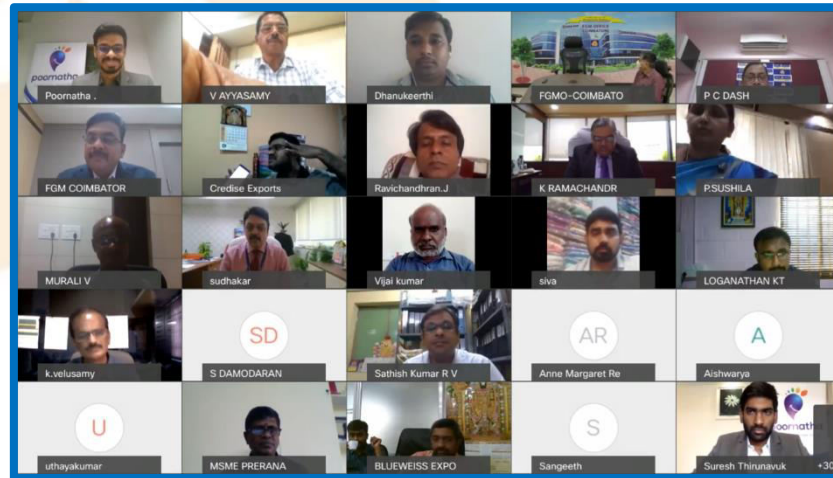 poornatha
Poornatha .
V AYYASAMY
Dhanukeerthi
FGMO-COIMBATO
P C DASH
FGM COIMBATOR
Credise Exports
Ravichandhran.J
K RAMACHANDR
P.SUSHILA
MURALI V
sudhakar
Vijai kumar
siva
LOGANATHAN KT
k.velusamy
SD
S DAMODARAN
Sathish Kumar R V
AR
Anne Margaret Re
A
Aishwarya
U
uthayakumar
MSME PRERANA
BLUEWEISS EXPO
S
Sangeeth
poornatha
Suresh Thirunavuk
+30